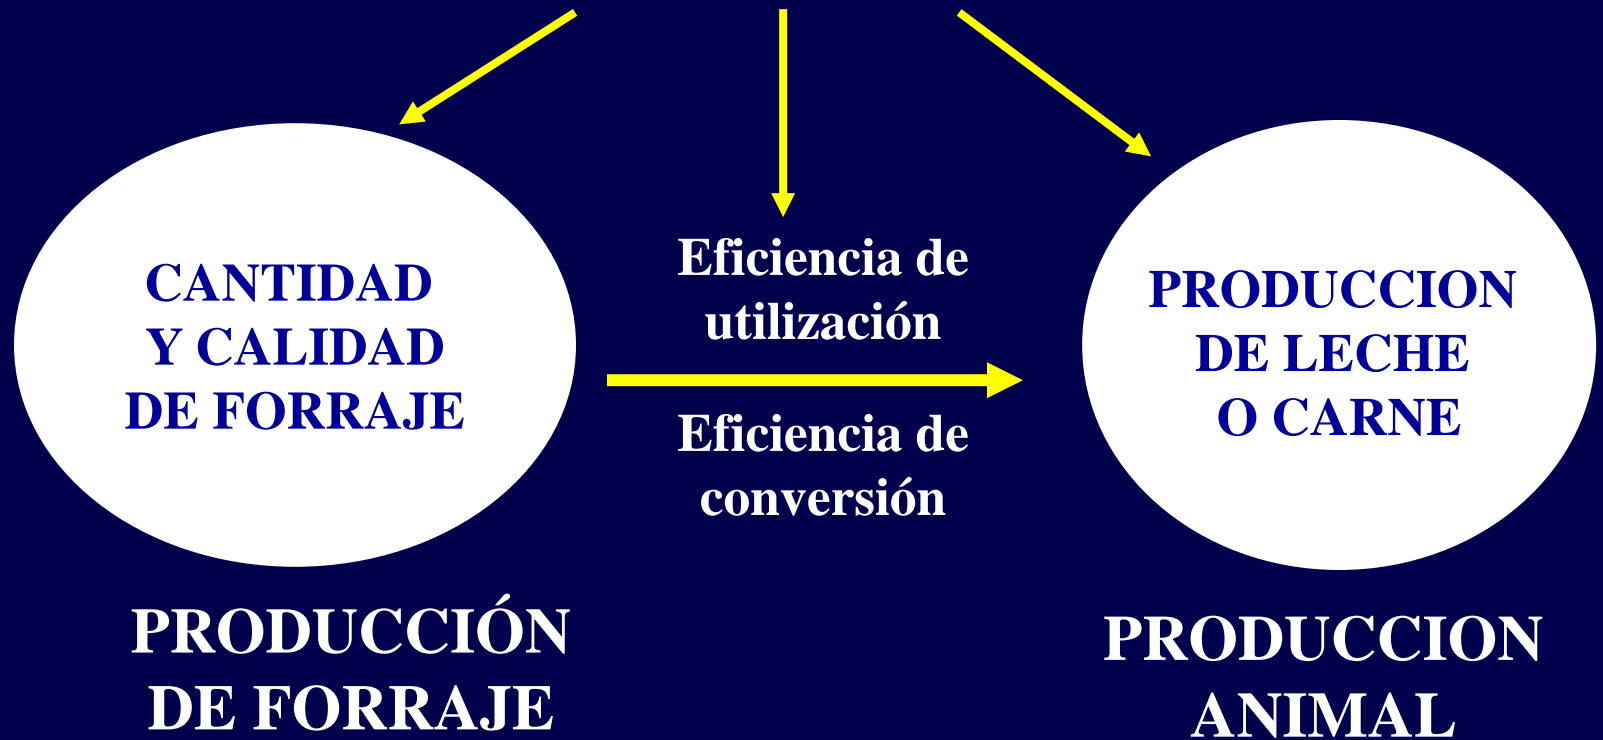 CANTIDAD
Y CALIDAD
DE FORRAJE
Eficiencia de
utilización
Eficiencia de
conversión
PRODUCCION
DE LECHE
O CARNE
PRODUCCIÓN
DE FORRAJE
PRODUCCION
ANIMAL